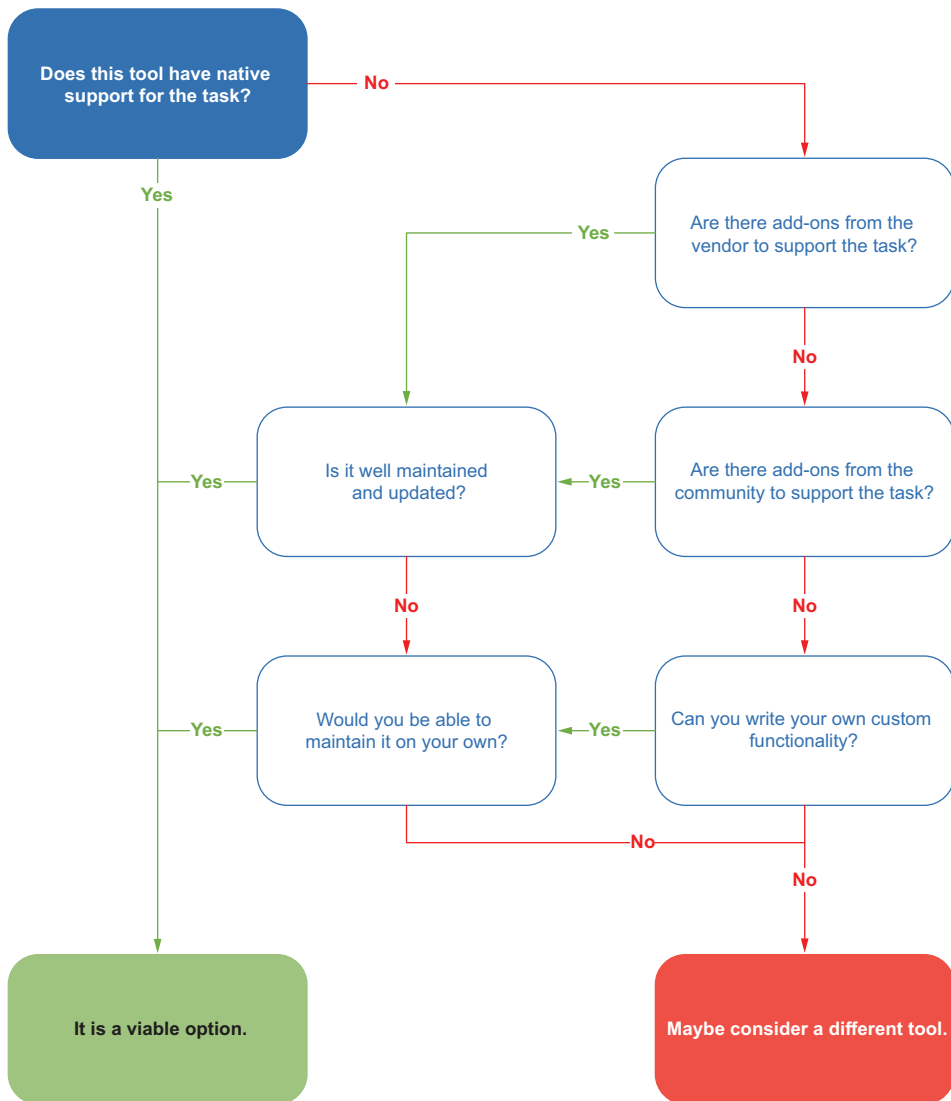 Does this tool have native
support for the task?
No
Yes
Are there add-ons from the
vendor to support the task?
Yes
No
Is it well maintained
and updated?
Yes
Are there add-ons from the
community to support the task?
Yes
No
No
Would you be able to
maintain it on your own?
Yes
Can you write your own custom
functionality?
Yes
No
No
It is a viable option.
Maybe consider a different tool.